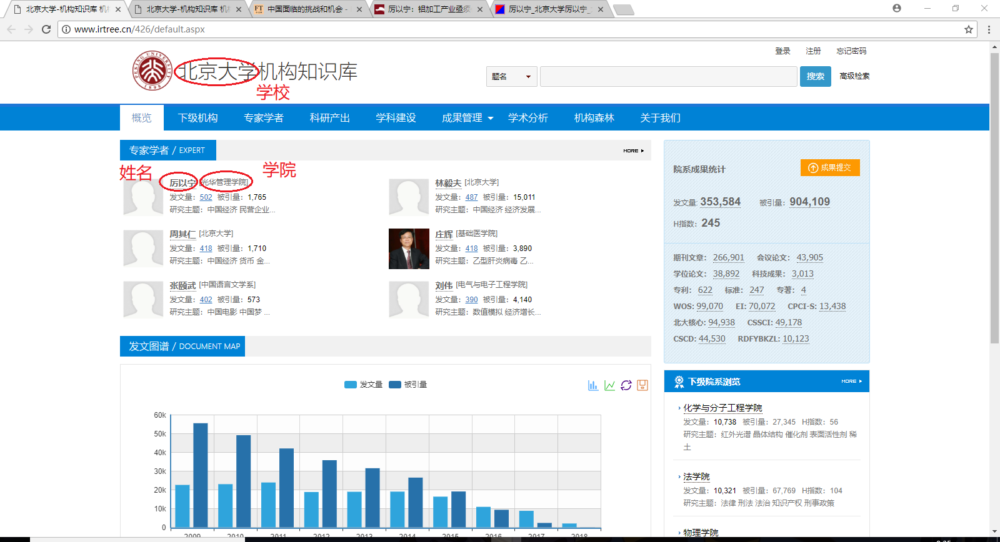 北京大学-机构知识库 机构
北京大学-机构知识库 机构
中国面临的挑战和机会 -
厉以宁：铝加工产业亟须
厉以宁_北京大学厉以宁_
www.irtree.cn/426/default.aspx
登录 注册 忘记密码
北京大学机构知识库
题名 搜索 高级检索
学校
概览 下级机构 专家学者 科研产出 学科建设 成果管理 学术分析 机构森林 关于我们
专家学者 / EXPERT MORE
姓名 学院
厉以宁 [光华管理学院]
发文量：502 被引量：1,765
研究主题：中国经济 民营企业...
林毅夫 [北京大学]
发文量：487 被引量：15,011
研究主题：中国经济 经济发展...
周其仁 [北京大学]
发文量：418 被引量：1,710
研究主题：中国经济 货币 金...
庄辉 [基础医学院]
发文量：418 被引量：3,890
研究主题：乙型肝炎病毒 乙...
张颐武 [中国语言文学系]
发文量：402 被引量：573
研究主题：中国电影 中国梦 ...
刘伟 [电气与电子工程学院]
发文量：390 被引量：4,140
研究主题：数值模拟 经济增长...
发文图谱 / DOCUMENT MAP
发文量 被引量
60k
50k
40k
30k
20k
10k
0
2009 2010 2011 2012 2013 2014 2015 2016 2017 2018
院系成果统计 成果提交
发文量: 353,584 被引量: 904,109
H指数: 245
期刊文章： 266,901 会议论文： 43,905
学位论文： 38,892 科技成果： 3,013
专利： 622 标准： 247 专著： 4
WOS: 99,070 EI: 70,072 CPCI-S: 13,438
北大核心: 94,938 CSSCI: 49,178
CSCD: 44,530 RDFYBKZL: 10,123
下级院系浏览 MORE
化学与分子工程学院
发文量：10,738 被引量：27,345 H指数：56
研究主题：红外光谱 晶体结构 催化剂 表面活性剂 稀
土
法学院
发文量：10,321 被引量：67,769 H指数：104
研究主题：法律 刑法 法治 知识产权 刑事政策
物理学院